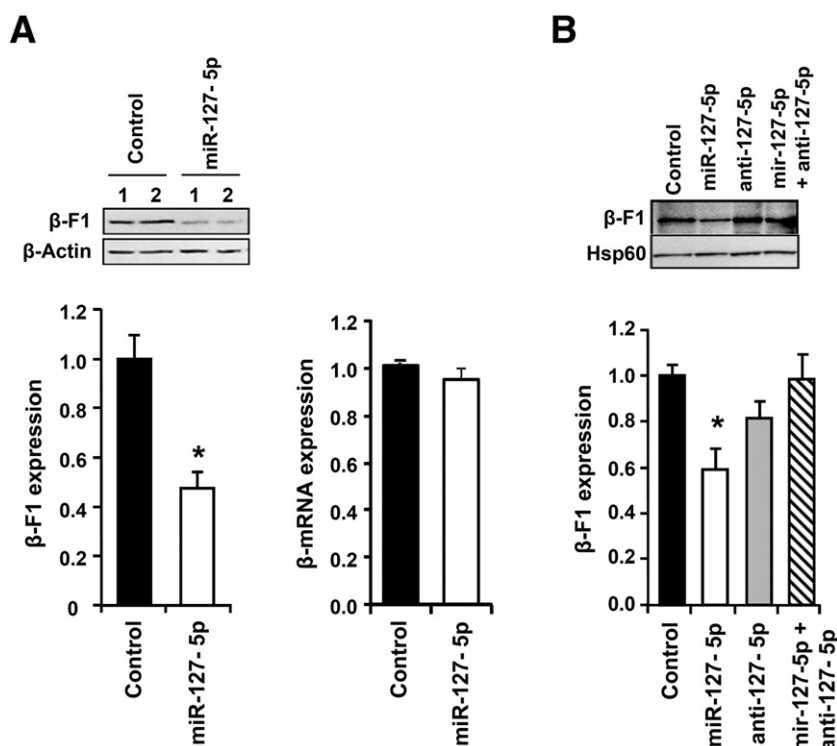 A
Control
miR-127- 5p
1 2 1 2
β-F1
β-Actin
1.2
1.0
0.8
0.6
0.4
0.2
0
β-F1 expression
*
Control
miR-127- 5p
1.2
1.0
0.8
0.6
0.4
0.2
0.0
β-mRNA expression
Control
miR-127- 5p
B
Control
miR-127-5p
anti-127-5p
mir-127-5p
+ anti-127-5p
β-F1
Hsp60
1.2
1.0
0.8
0.6
0.4
0.2
0.0
β-F1 expression
*
Control
miR-127- 5p
anti-127- 5p
mir-127-5p +
anti-127- 5p